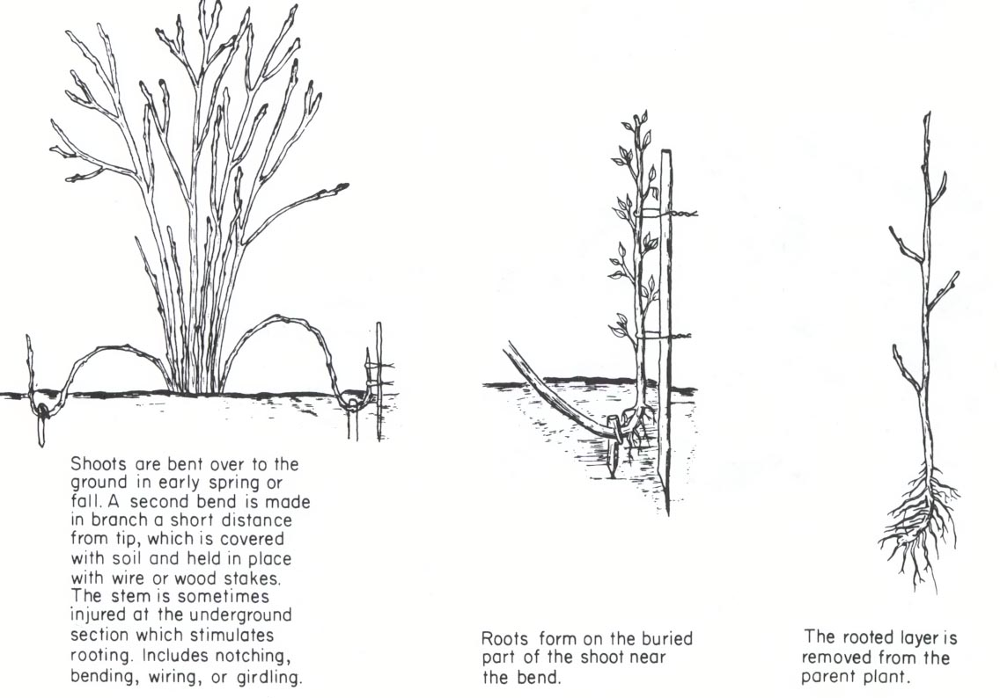 Shoots are bent over to the
ground in early spring or
fall. A second bend is made
in branch a short distance
from tip, which is covered
with soil and held in place
with wire or wood stakes.
The stem is sometimes
injured at the underground
section which stimulates
rooting. Includes notching,
bending, wiring, or girdling.
Roots form on the buried
part of the shoot near
the bend.
The rooted layer is
removed from the
parent plant.